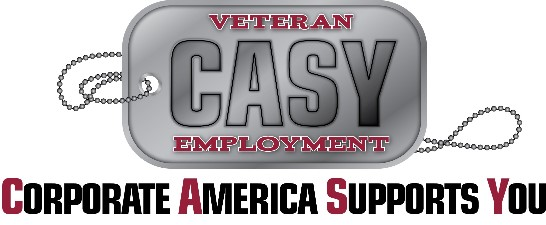 VETERAN
CASY
EMPLOYMENT
CORPORATE AMERICA SUPPORTS YOU